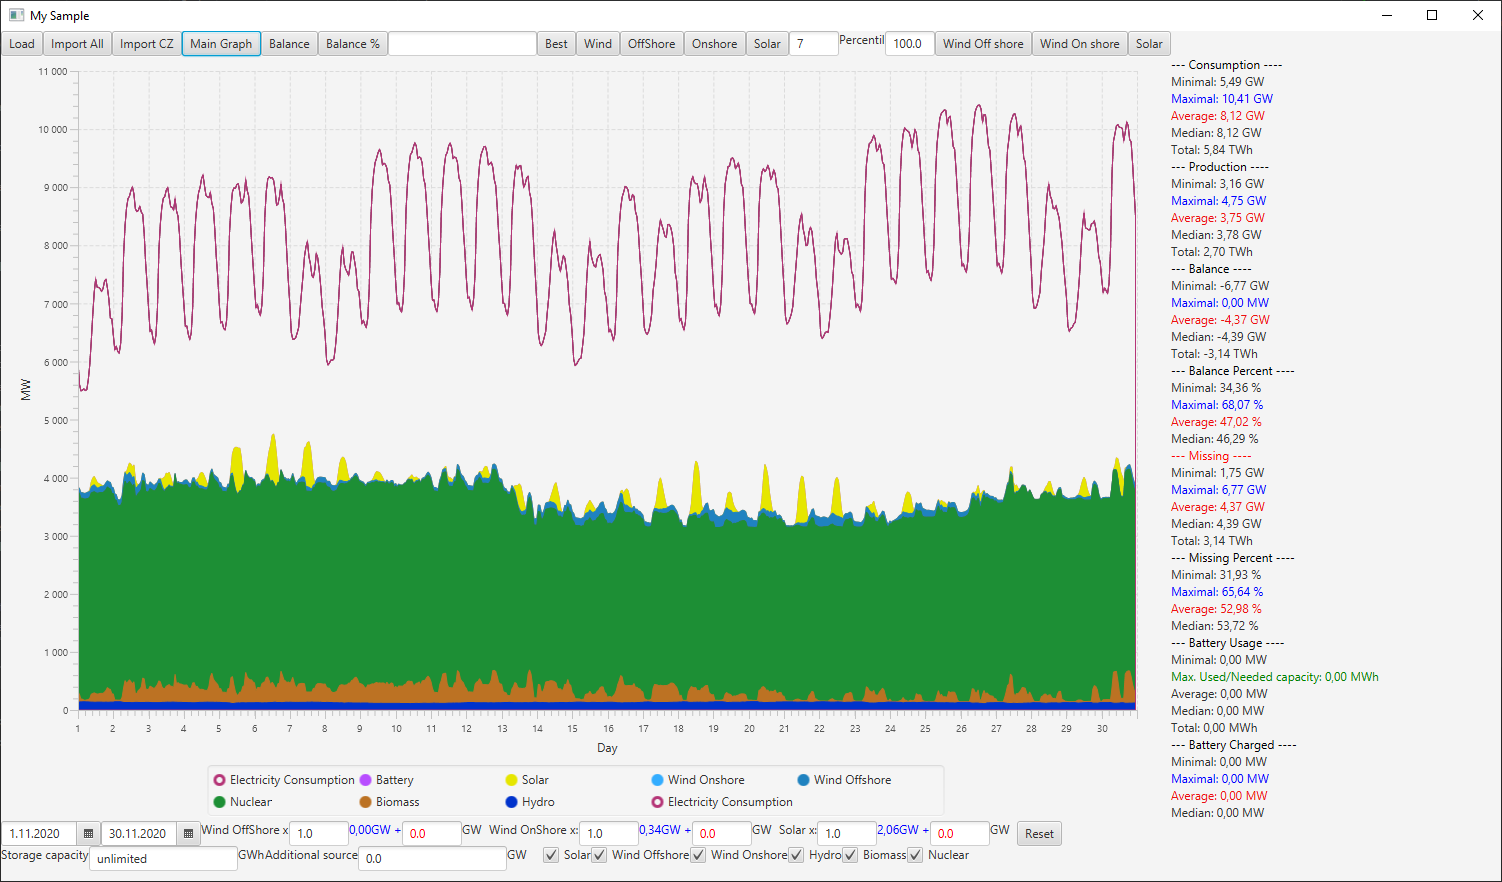 My Sample
Load Import All Import CZ Main Graph Balance Balance % Best Wind OffShore Onshore Solar 7 Percentil 100.0 Wind Off shore Wind On shore Solar
11 000
10 000
9 000
8 000
7 000
6 000
5 000
4 000
3 000
2 000
1 000
0
MW
1 2 3 4 5 6 7 8 9 10 11 12 13 14 15 16 17 18 19 20 21 22 23 24 25 26 27 28 29 30
Day
Electricity Consumption Battery Solar Wind Onshore Wind Offshore
Nuclear Biomass Hydro Electricity Consumption
--- Consumption ----
Minimal: 5,49 GW
Maximal: 10,41 GW
Average: 8,12 GW
Median: 8,12 GW
Total: 5,84 TWh
--- Production ----
Minimal: 3,16 GW
Maximal: 4,75 GW
Average: 3,75 GW
Median: 3,78 GW
Total: 2,70 TWh
--- Balance ----
Minimal: -6,77 GW
Maximal: 0,00 MW
Average: -4,37 GW
Median: -4,39 GW
Total: -3,14 TWh
--- Balance Percent ----
Minimal: 34,36 %
Maximal: 68,07 %
Average: 47,02 %
Median: 46,29 %
--- Missing ----
Minimal: 1,75 GW
Maximal: 6,77 GW
Average: 4,37 GW
Median: 4,39 GW
Total: 3,14 TWh
--- Missing Percent ----
Minimal: 31,93 %
Maximal: 65,64 %
Average: 52,98 %
Median: 53,72 %
--- Battery Usage ----
Minimal: 0,00 MW
Max. Used/Needed capacity: 0,00 MWh
Average: 0,00 MW
Median: 0,00 MW
Total: 0,00 MWh
--- Battery Charged ----
Minimal: 0,00 MW
Maximal: 0,00 MW
Average: 0,00 MW
Median: 0,00 MW
1.11.2020 30.11.2020 Wind OffShore x 1.0 0,00GW + 0.0 GW Wind OnShore x: 1.0 0,34GW + 0.0 GW Solar x: 1.0 2,06GW + 0.0 GW Reset
Storage capacity unlimited GWh Additional source 0.0 GW Solar Wind Offshore Wind Onshore Hydro Biomass Nuclear